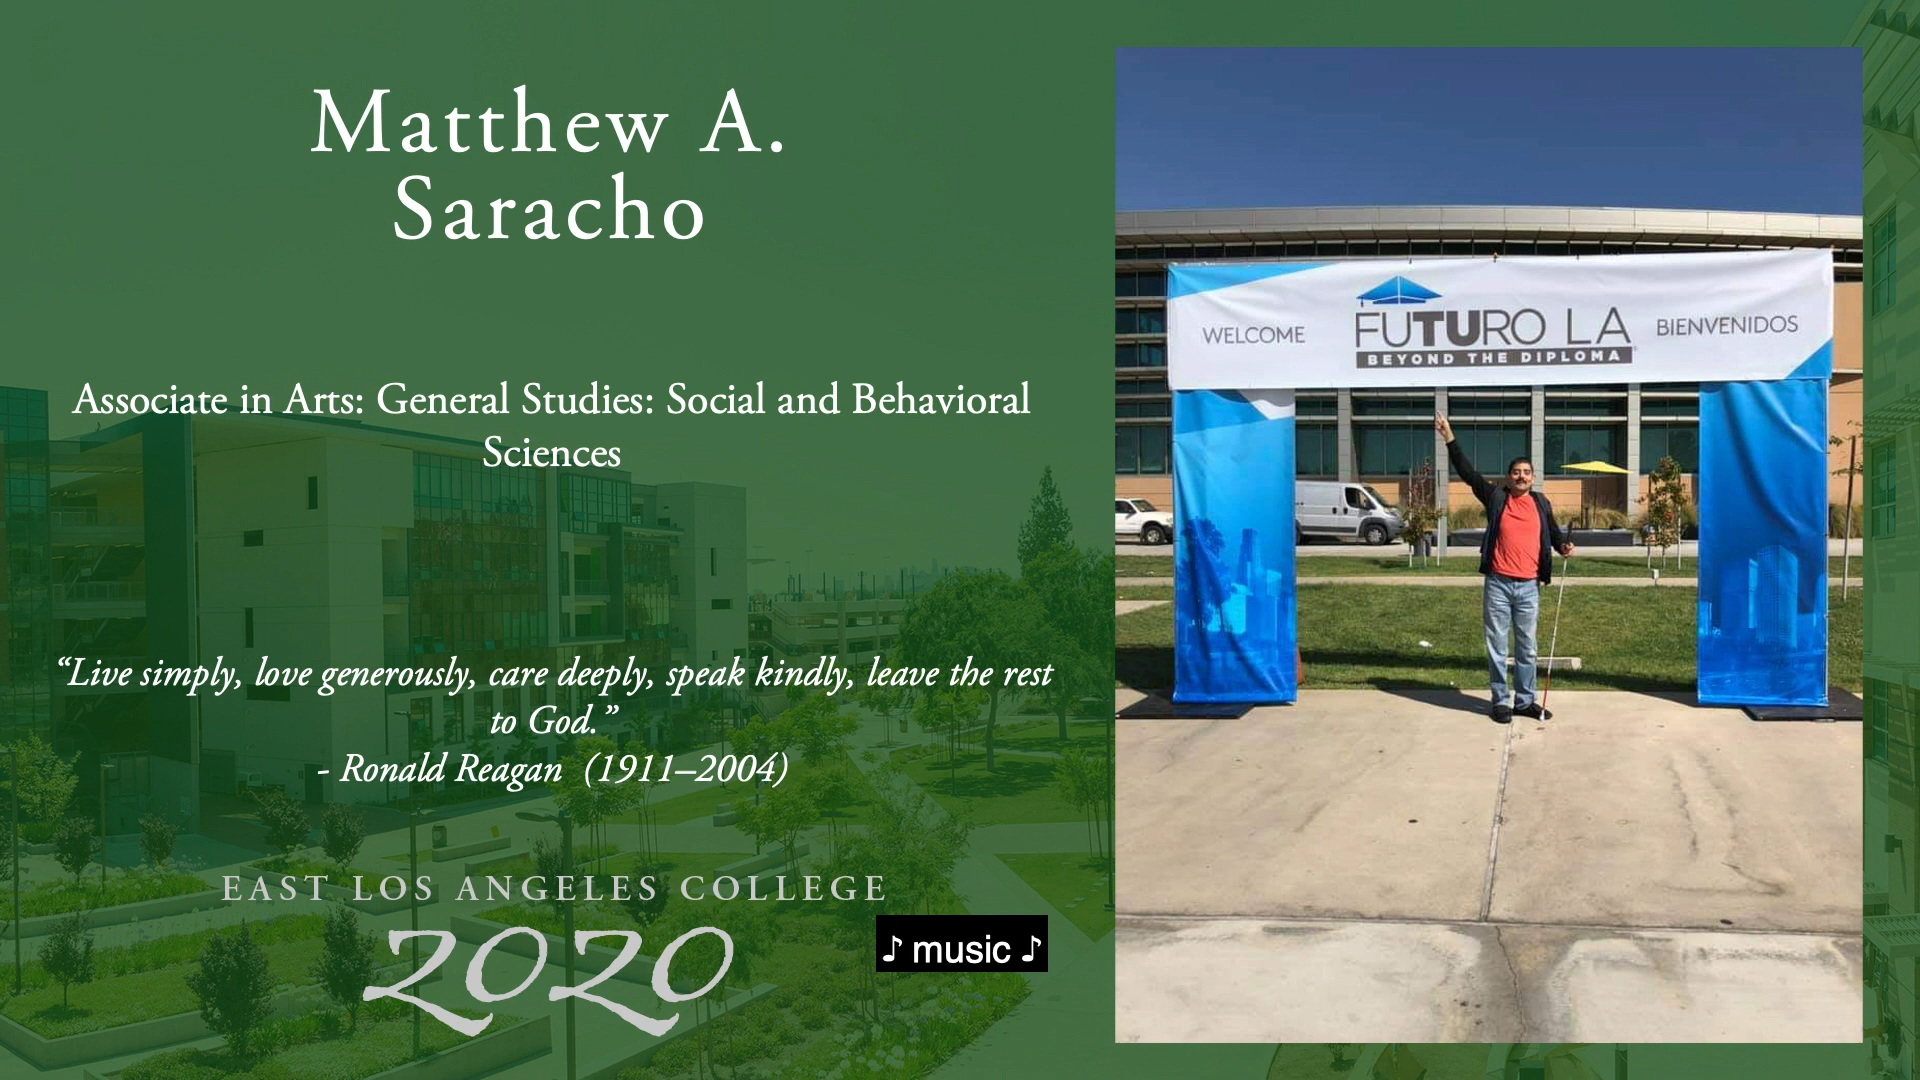 Matthew A.
Saracho
Associate in Arts: General Studies: Social and Behavioral
Sciences
“Live simply, love generously, care deeply, speak kindly, leave the rest
to God.”
- Ronald Reagan (1911–2004)
EAST LOS ANGELES COLLEGE
2020
♪ music ♪
WELCOME
FUTURO LA
BIENVENIDOS
BEYOND THE DIPLOMA